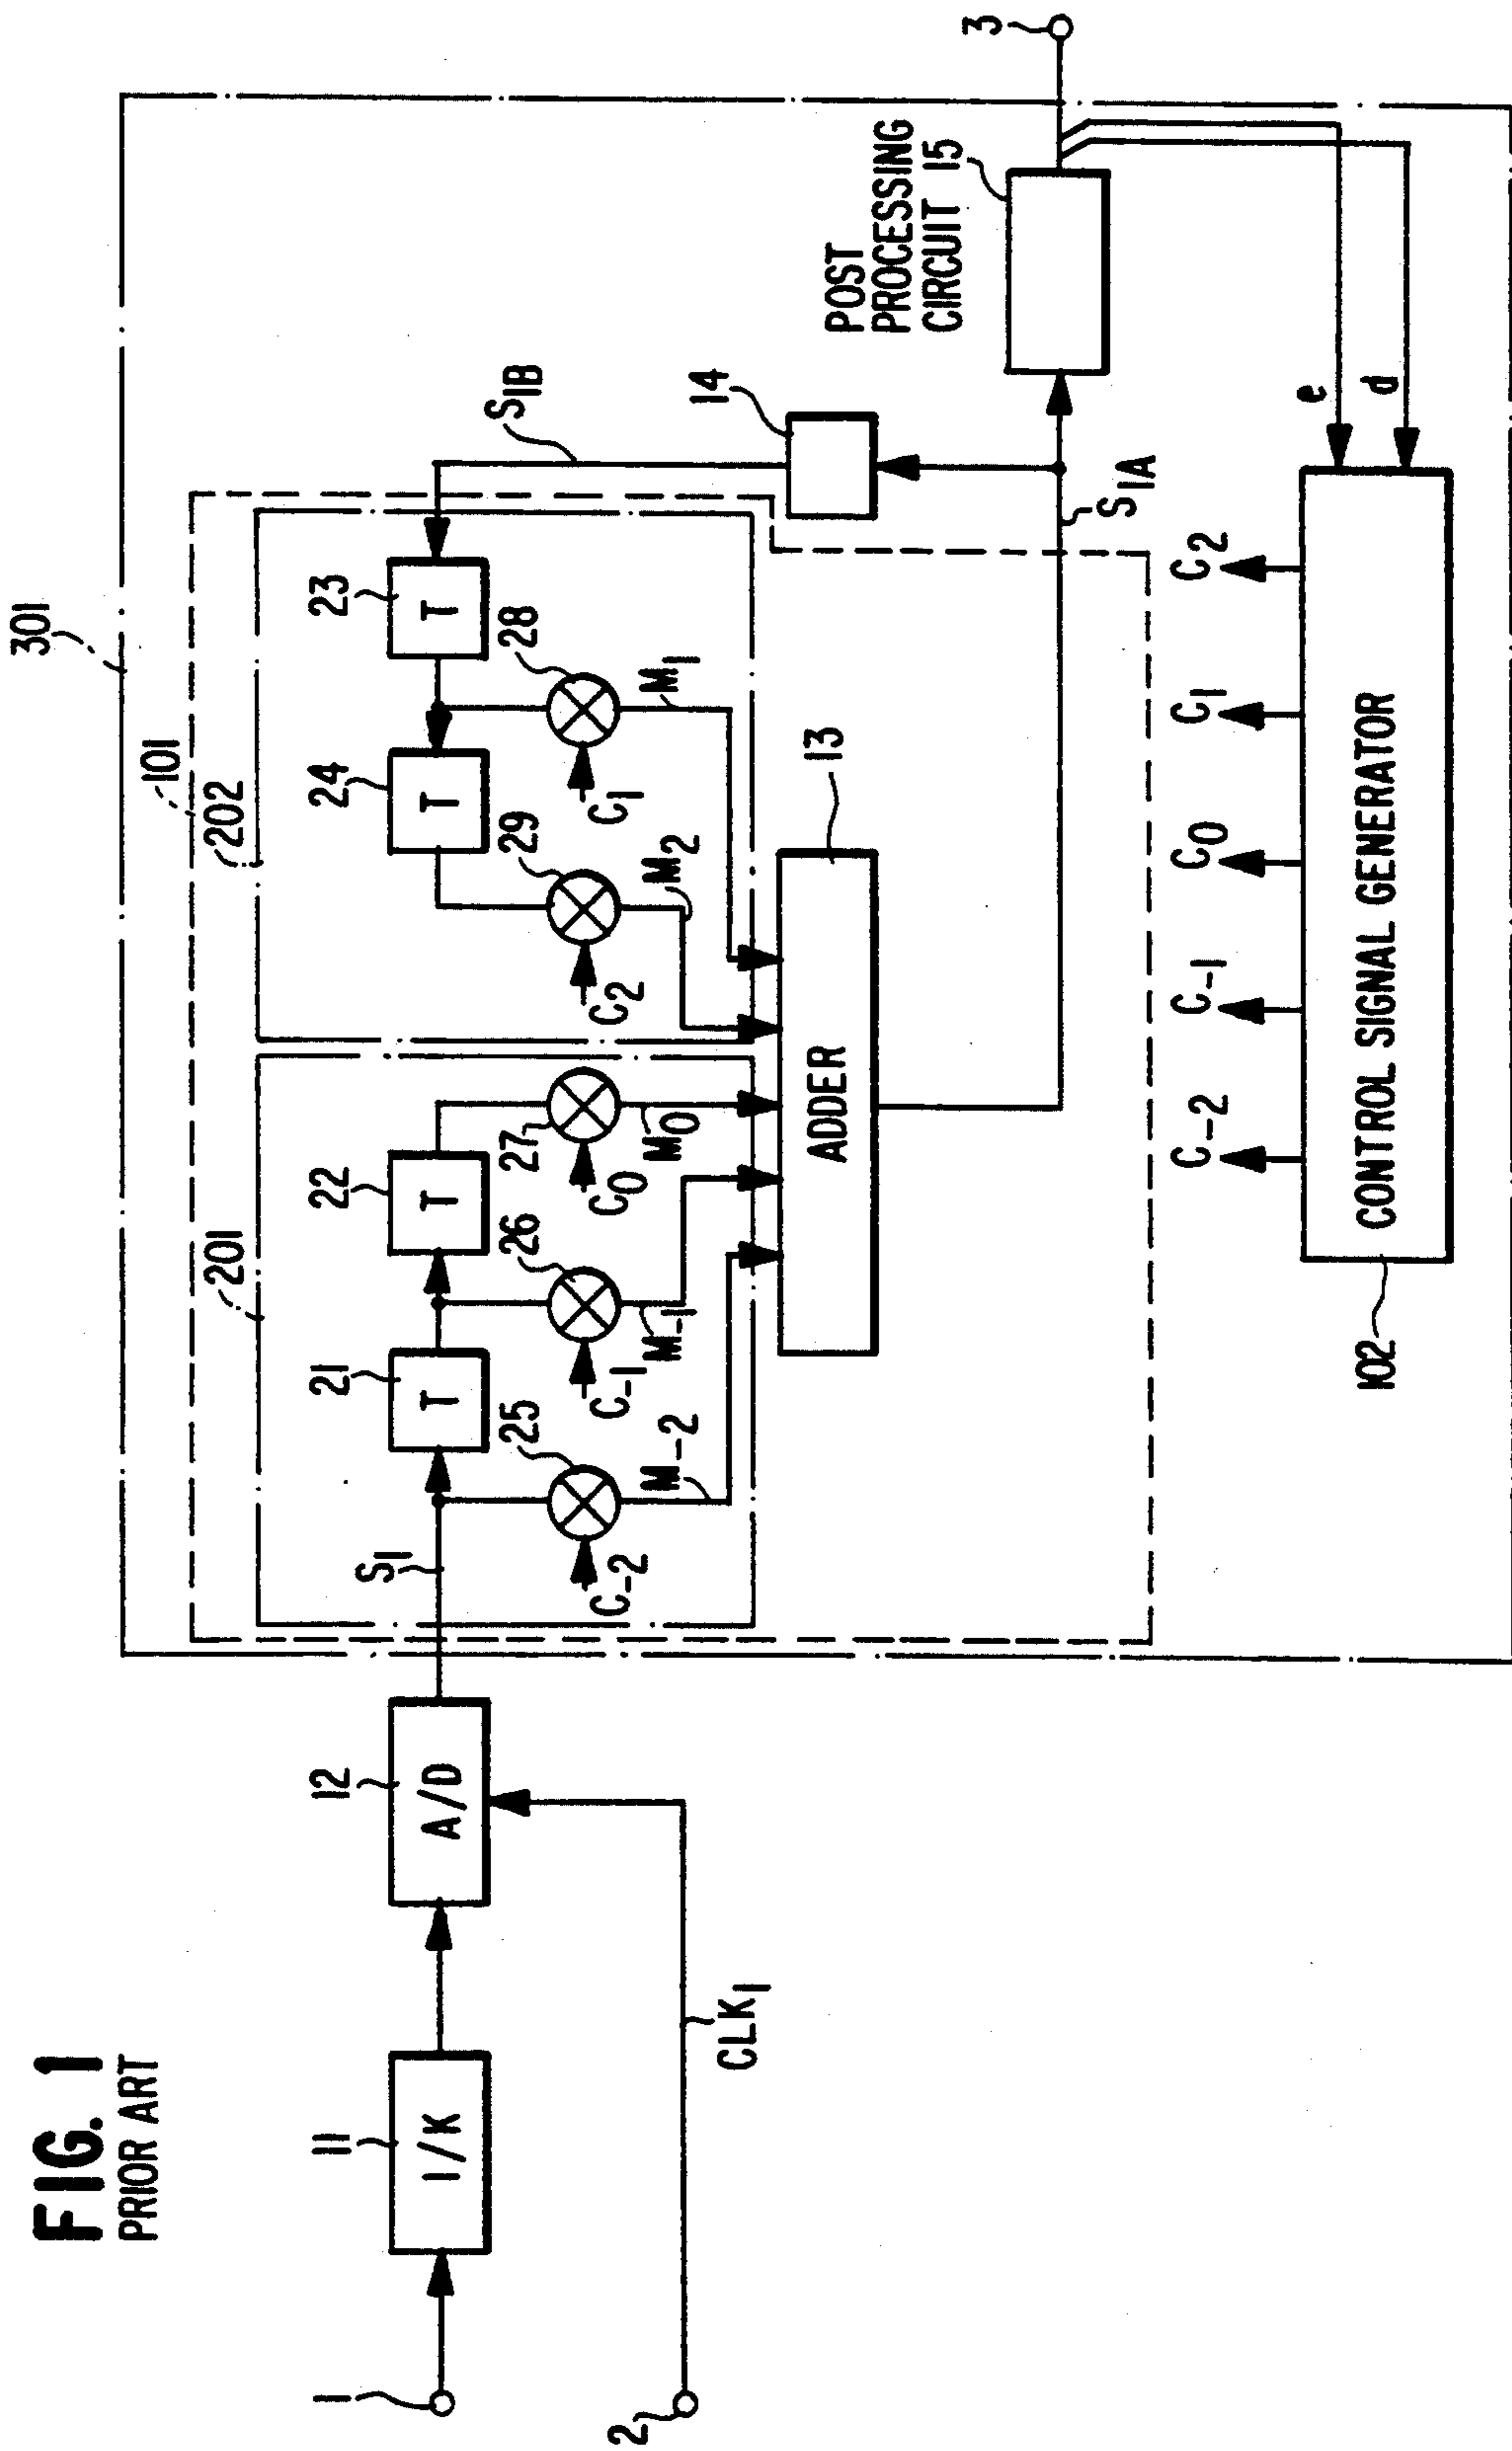 FIG. 1
PRIOR ART
301
101
202
201
1
11
I/K
12
A/D
S1
21
T
22
T
24
T
23
T
S1B
25
26
27
29
28
C-2
C-1
C0
C2
C1
M-2
M-1
M0
M2
M1
14
2
CLK1
ADDER
13
POST
PROCESSING
CIRCUIT 15
S1A
3
C-2
C-1
C0
C1
C2
e
d
102
CONTROL SIGNAL GENERATOR